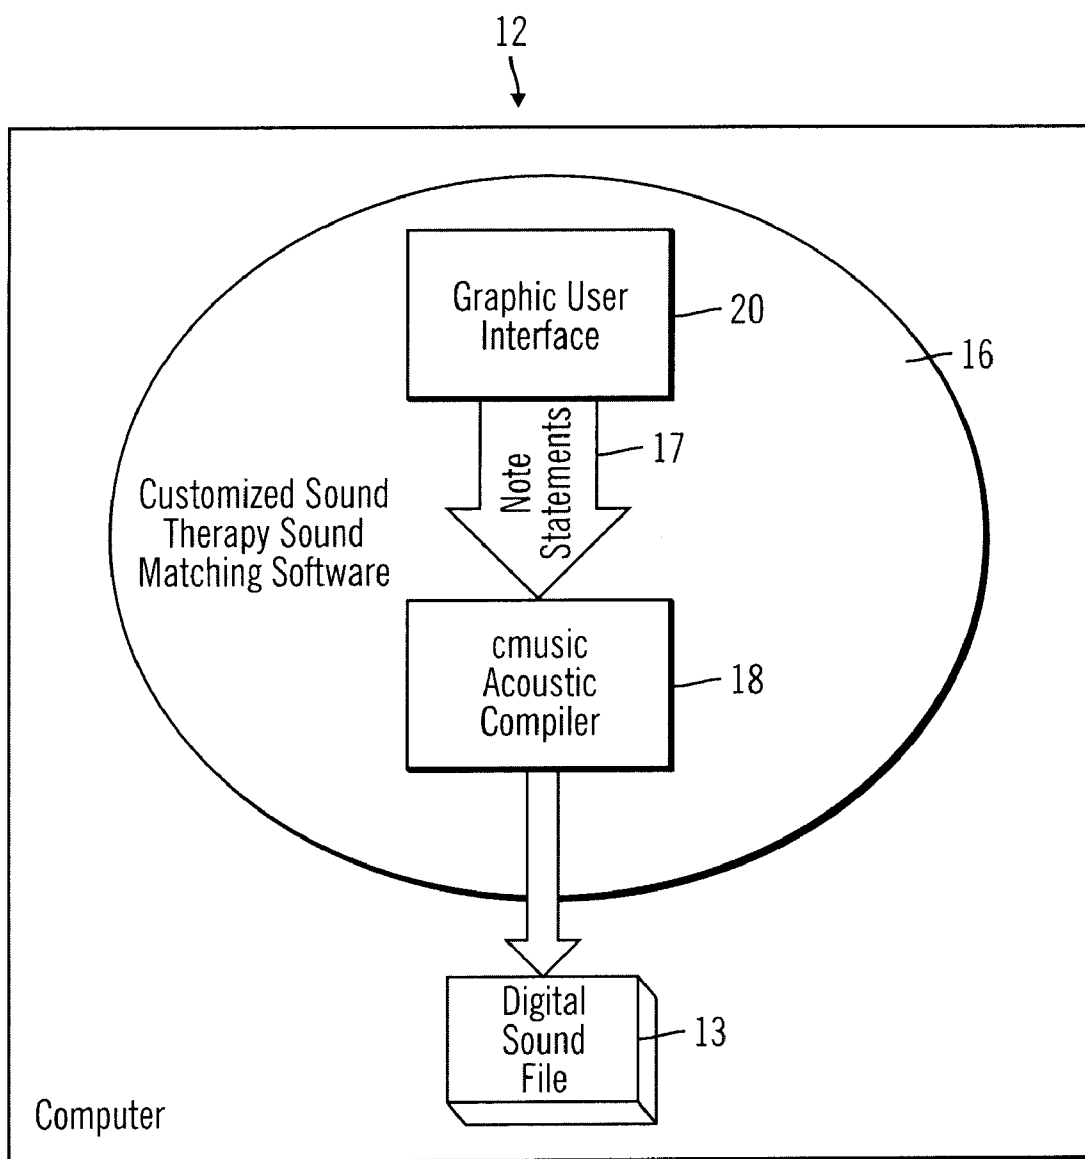 12
Graphic User
Interface
20
16
Note
Statements
17
Customized Sound
Therapy Sound
Matching Software
cmusic
Acoustic
Compiler
18
Digital
Sound
File
13
Computer